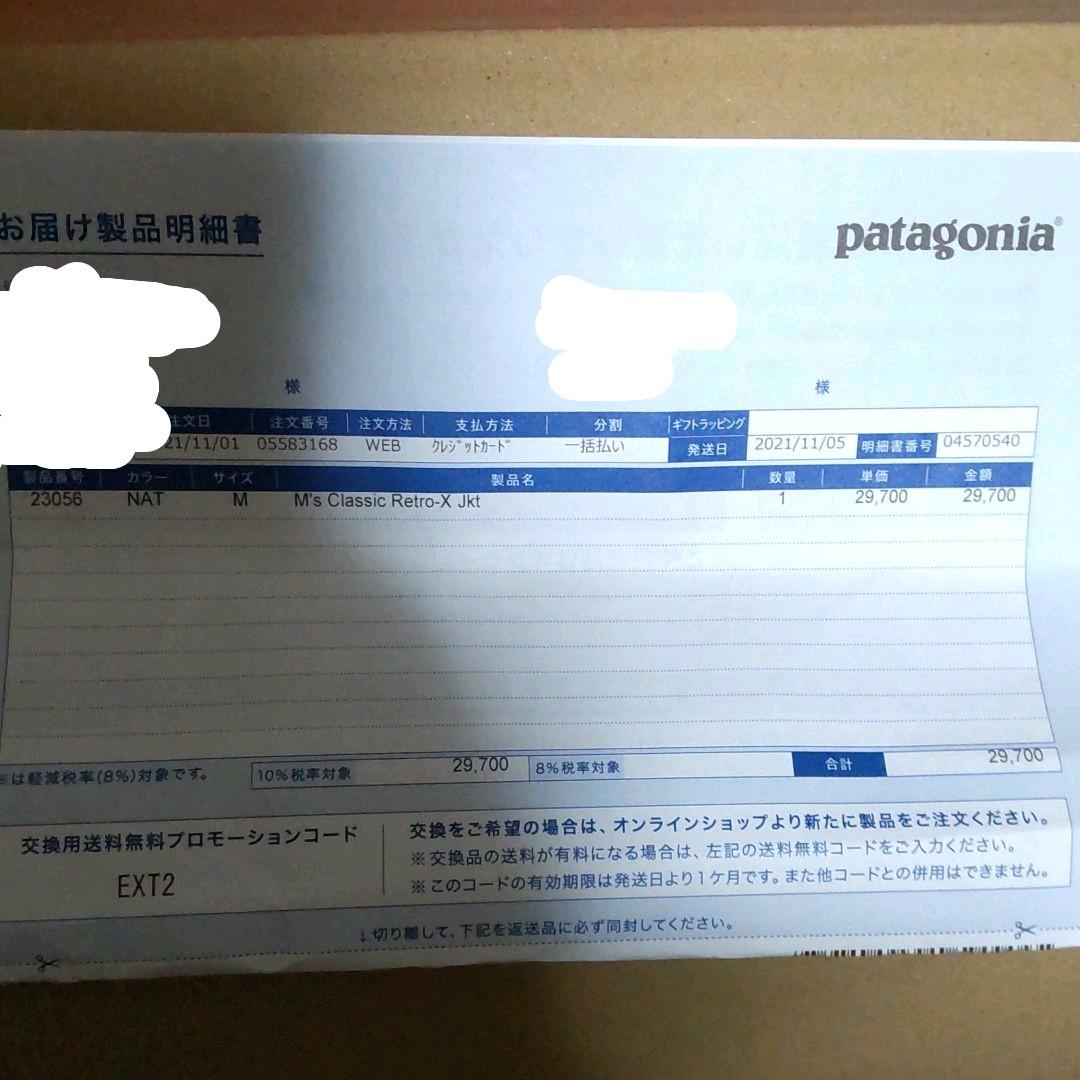 お届け製品明細書
patagonia®
様
様
注文日 注文番号 注文方法 支払方法 分割 ギフトラッピング
21/11/01 05583168 WEB クレジットカード 一括払い 発送日 2021/11/05 明細書番号 04570540
製品番号 カラー サイズ 製品名 数量 単価 金額
23056 NAT M M's Classic Retro-X Jkt 1 29,700 29,700
※は軽減税率(8%)対象です。 10%税率対象 29,700 8%税率対象 合計 29,700
交換用送料無料プロモーションコード
EXT2
交換をご希望の場合は、オンラインショップより新たに製品をご注文ください。
※交換品の送料が有料になる場合は、左記の送料無料コードをご入力ください。
※このコードの有効期限は発送日より1ケ月です。また他コードとの併用はできません。
↓切り離して、下記を返送品に必ず同封してください。